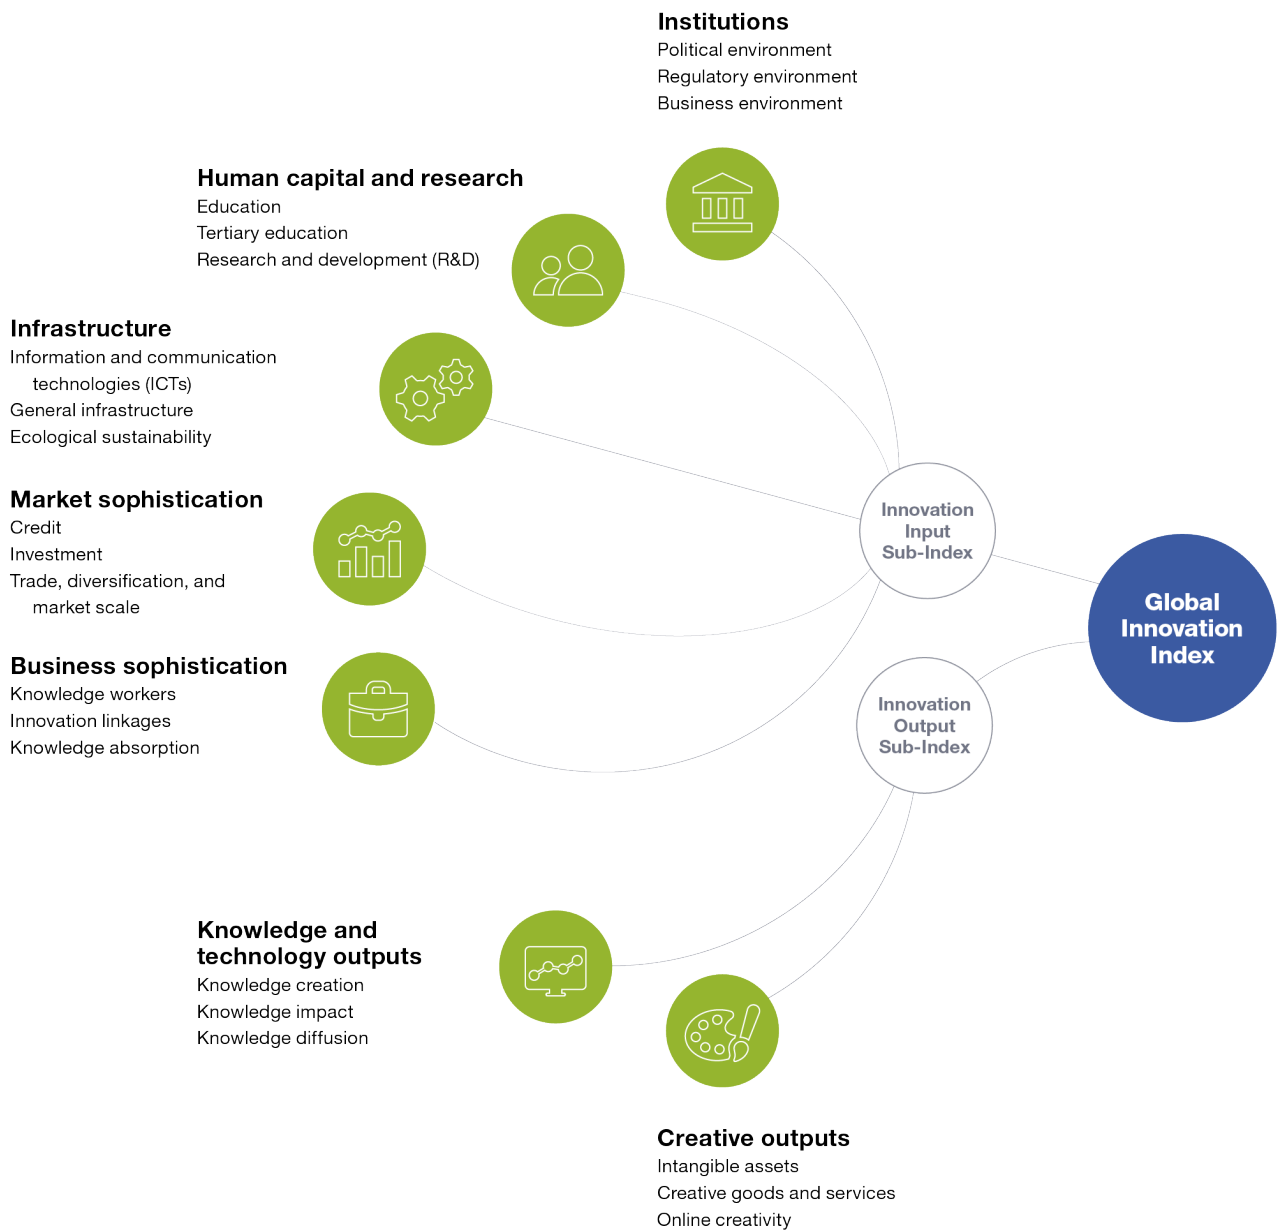 Institutions
Political environment
Regulatory environment
Business environment
Human capital and research
Education
Tertiary education
Research and development (R&D)
Infrastructure
Information and communication
technologies (ICTs)
General infrastructure
Ecological sustainability
Market sophistication
Credit
Investment
Trade, diversification, and
market scale
Business sophistication
Knowledge workers
Innovation linkages
Knowledge absorption
Innovation
Input
Sub-Index
Global
Innovation
Index
Innovation
Output
Sub-Index
Knowledge and
technology outputs
Knowledge creation
Knowledge impact
Knowledge diffusion
Creative outputs
Intangible assets
Creative goods and services
Online creativity